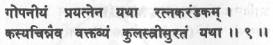 गोपनीयं प्रयत्नेन यथा रत्नकरंडकम् ।
कस्यचिन्नैव वक्तव्यं कुलस्त्रीसुरतं यथा ॥ ९ ॥